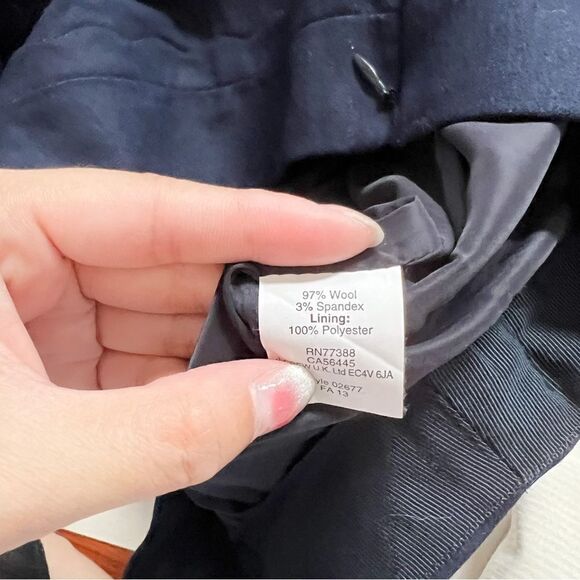 97% Wool
3% Spandex
Lining:
100% Polyester
RN77388
CA56445
U.K. Ltd EC4V 6JA
02677
FA 13